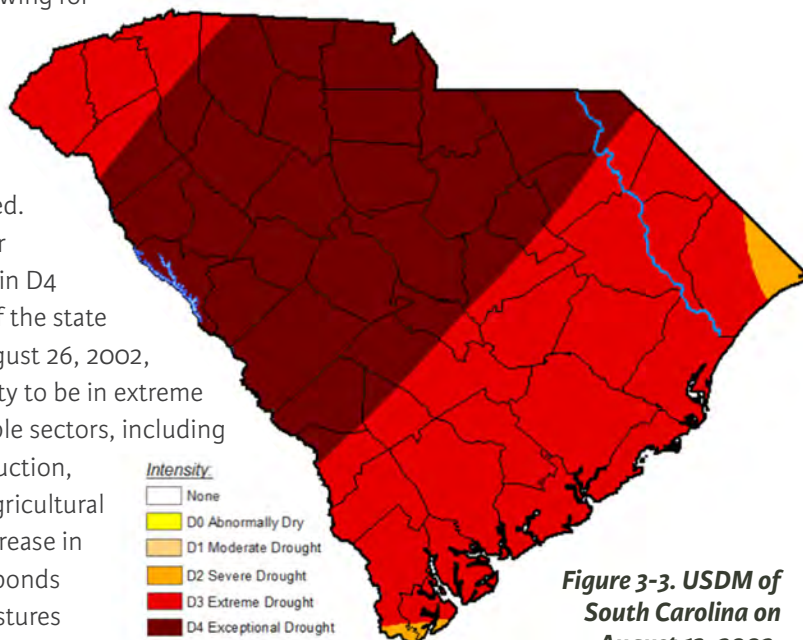 wing for
ed.
r
in D4
f the state
gust 26, 2002,
ty to be in extreme
ple sectors, including
uction,
gricultural
rease in
ponds
stures
Intensity:
None
D0 Abnormally Dry
D1 Moderate Drought
D2 Severe Drought
D3 Extreme Drought
D4 Exceptional Drought
Figure 3-3. USDM of
South Carolina on